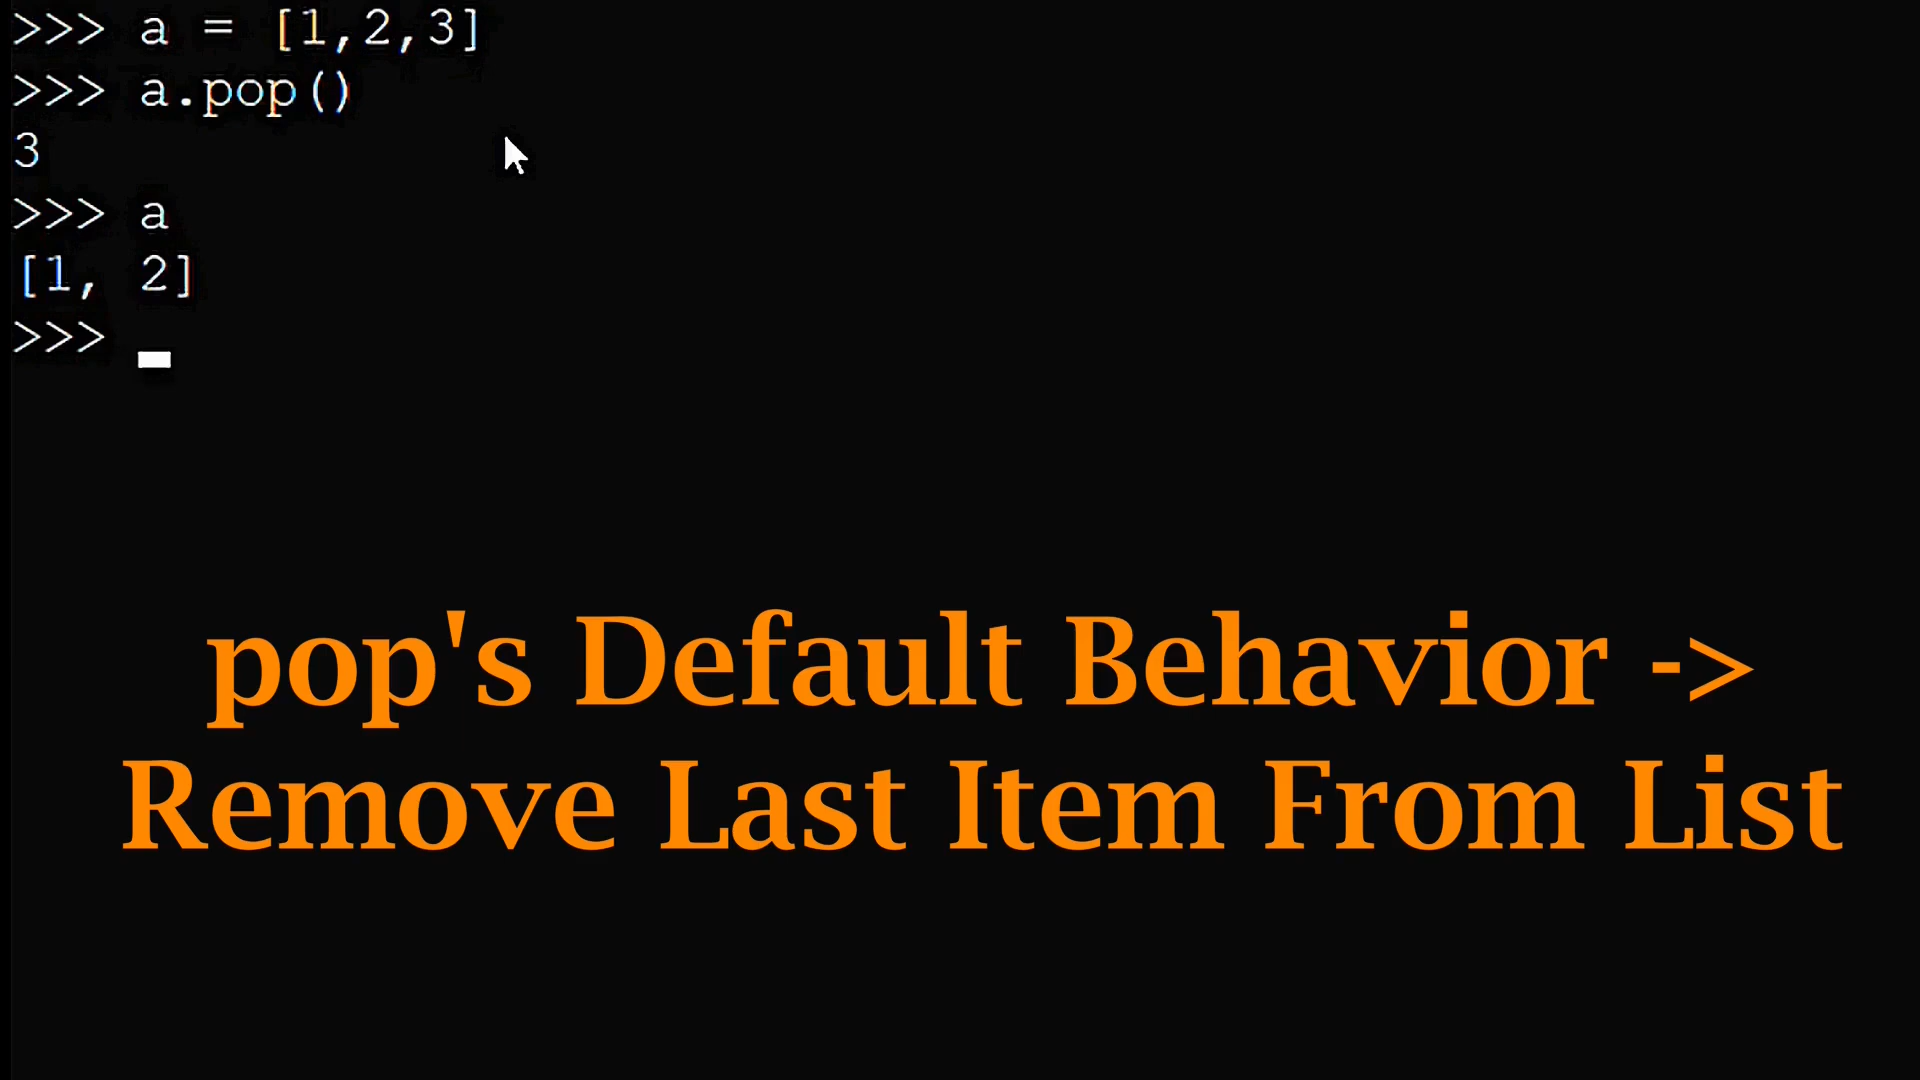 >>> a = [1,2,3]
>>> a.pop()
3
>>> a
[1, 2]
>>> _
pop's Default Behavior ->
Remove Last Item From List